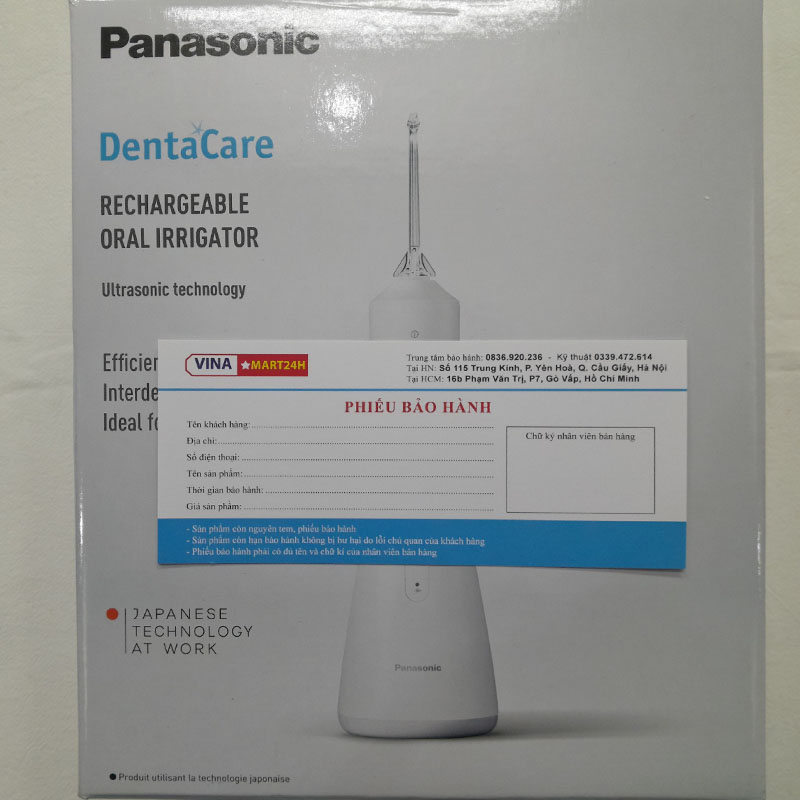 Panasonic
DentaCare
RECHARGEABLE
ORAL IRRIGATOR
Ultrasonic technology
Efficien
Interde
Ideal fo
VINA MART24H
Trung tâm bảo hành: 0836.920.236 - Kỹ thuật 0339.472.614
Tại HN: Số 115 Trung Kính, P. Yên Hoà, Q. Cầu Giấy, Hà Nội
Tại HCM: 16b Phạm Văn Trị, P7, Gò Vấp, Hồ Chí Minh
PHIẾU BẢO HÀNH
Tên khách hàng:
Địa chỉ:
Số điện thoại:
Tên sản phẩm:
Thời gian bảo hành:
Giá sản phẩm:
Chữ ký nhân viên bán hàng
- Sản phẩm còn nguyên tem, phiếu bảo hành
- Sản phẩm còn hạn bảo hành không bị hư hại do lỗi chủ quan của khách hàng
- Phiếu bảo hành phải có đủ tên và chữ kí của nhân viên bán hàng
JAPANESE
TECHNOLOGY
AT WORK
Panasonic
Produit utilisant la technologie japonaise